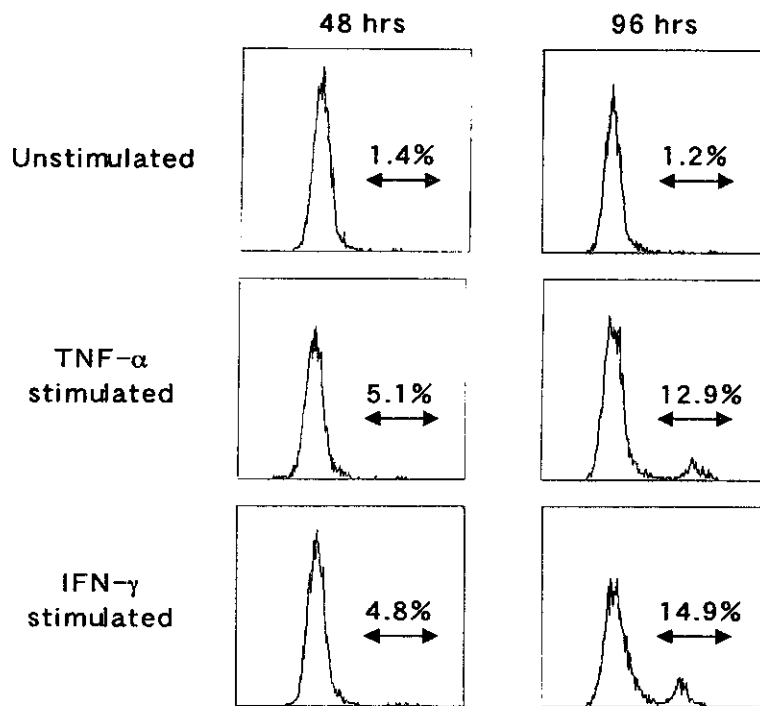 48 hrs
96 hrs
Unstimulated
1.4%
1.2%
TNF-α
stimulated
5.1%
12.9%
IFN-γ
stimulated
4.8%
14.9%